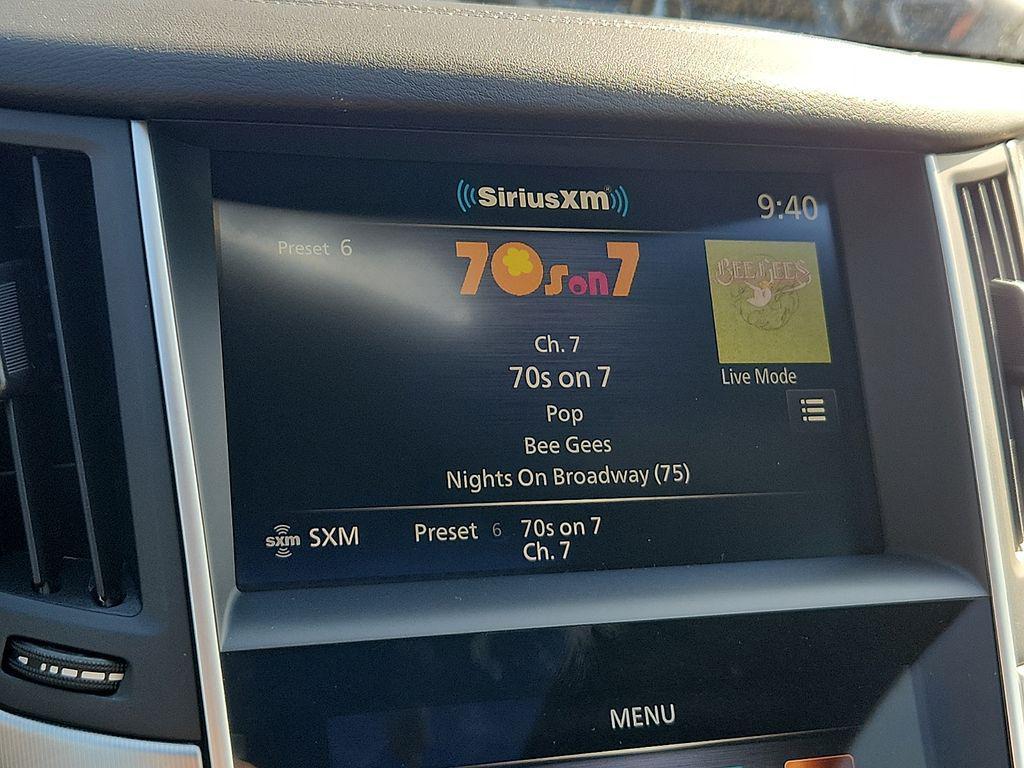 SiriusXM
9:40
Preset 6
70s on 7
BEE GEES
Ch. 7
70s on 7
Live Mode
Pop
Bee Gees
Nights On Broadway (75)
sxm SXM
Preset 6 70s on 7
Ch. 7
MENU